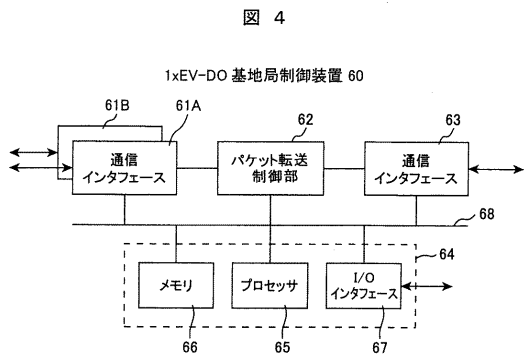 図 4
1xEV-DO 基地局制御装置 60
61B
61A
62
63
通信
インタフェース
パケット転送
制御部
通信
インタフェース
68
64
メモリ
プロセッサ
I/O
インタフェース
66
65
67